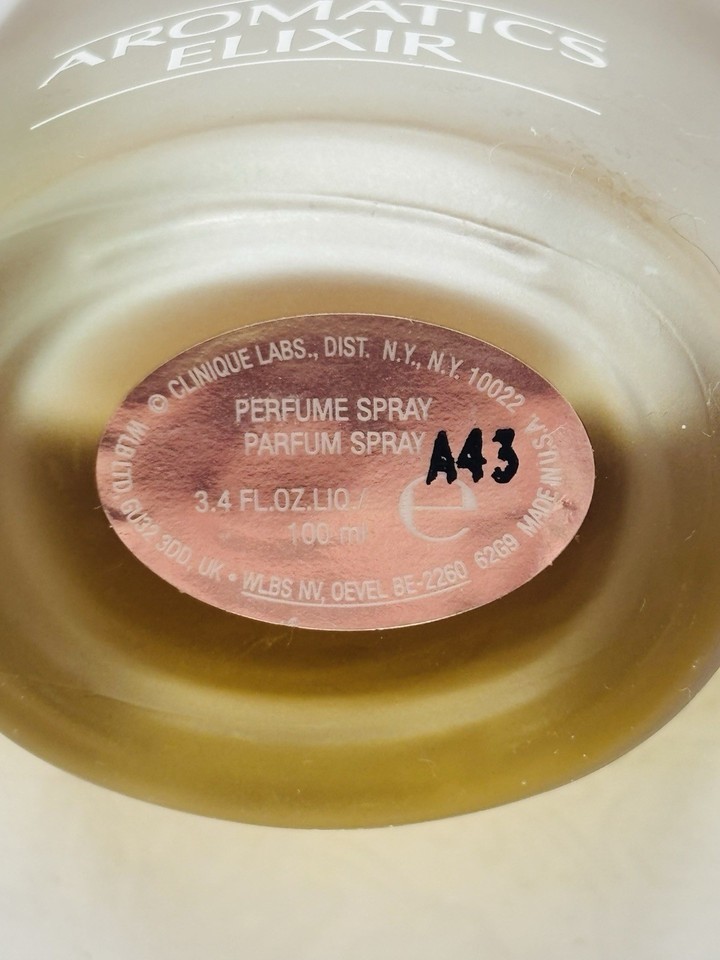 AROMATICS
ELIXIR
© CLINIQUE LABS., DIST. N.Y., N.Y. 10022
PERFUME SPRAY
PARFUM SPRAY
A43
3.4 FL.OZ.LIQ./
100 ml
e
WLB LTD, GU32 3DD, UK • WLBS NV, OEVEL BE-2260 62G9 MADE IN U.S.A.